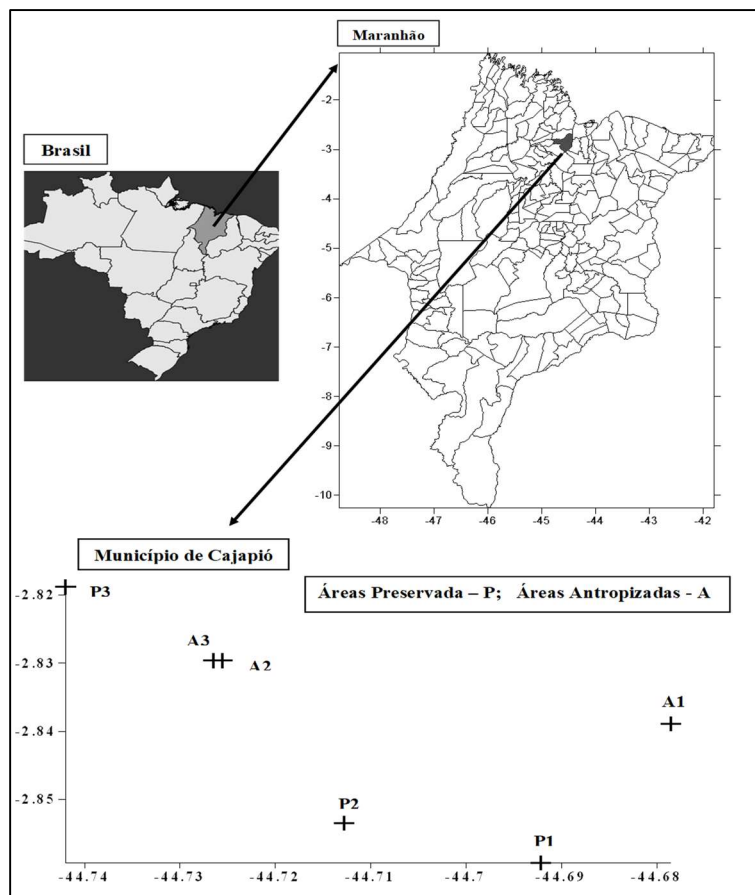 Maranhão
Brasil
-2
-3
-4
-5
-6
-7
-8
-9
-10
-48 -47 -46 -45 -44 -43 -42
Município de Cajapió
Áreas Preservada – P; Áreas Antropizadas - A
-2.82
P3
A3
-2.83
A2
A1
-2.84
P2
-2.85
P1
-44.74 -44.73 -44.72 -44.71 -44.7 -44.69 -44.68